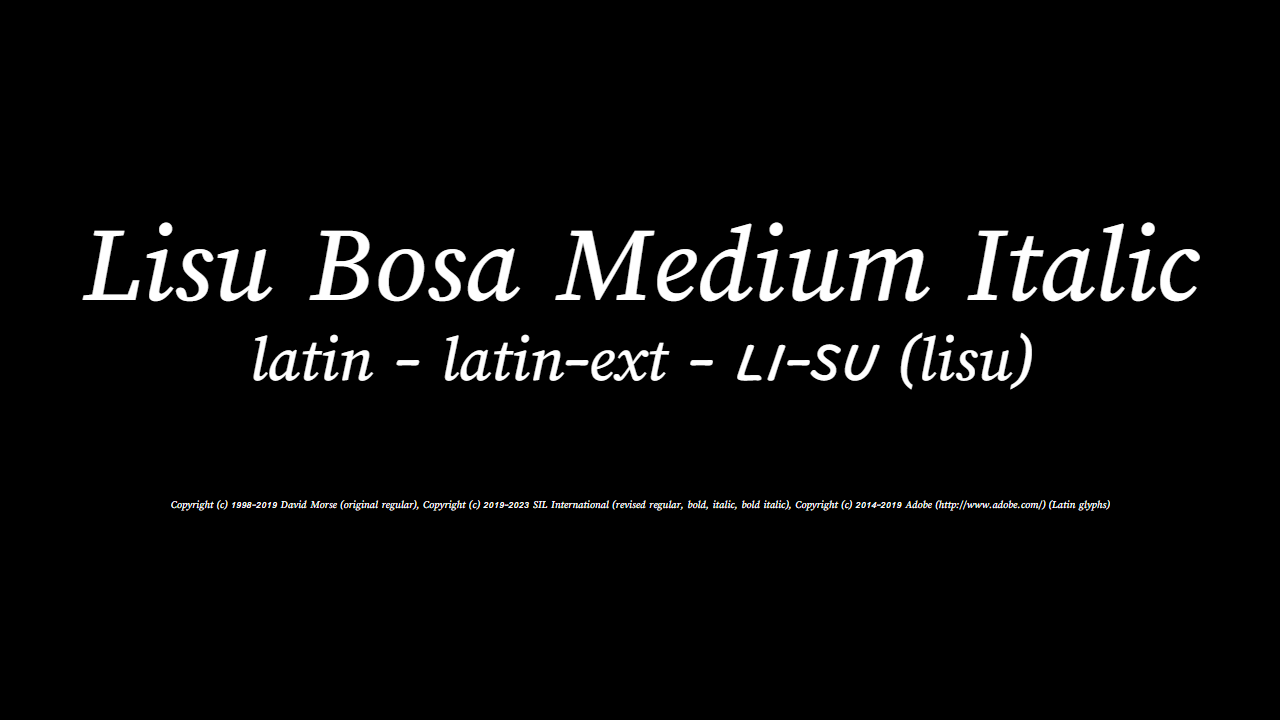 Lisu Bosa Medium Italic
latin - latin-ext - ꓡꓲ-ꓢꓴ (lisu)
Copyright (c) 1998-2019 David Morse (original regular), Copyright (c) 2019-2023 SIL International (revised regular, bold, italic, bold italic), Copyright (c) 2014-2019 Adobe (http://www.adobe.com/) (Latin glyphs)